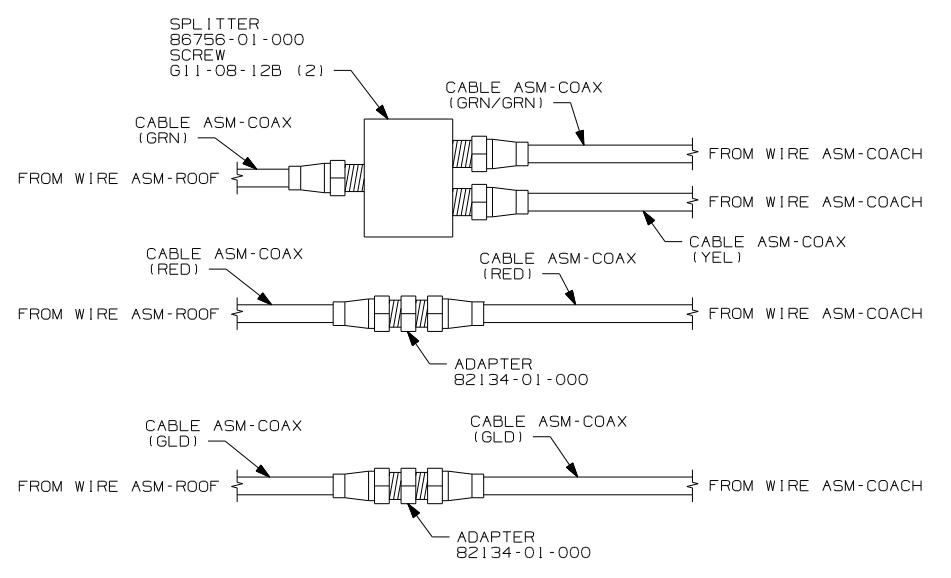 SPLITTER
86756-01-000
SCREW
G11-08-12B (2)
CABLE ASM-COAX
(GRN/GRN)
CABLE ASM-COAX
(GRN)
FROM WIRE ASM-ROOF
FROM WIRE ASM-COACH
FROM WIRE ASM-COACH
CABLE ASM-COAX
(YEL)
CABLE ASM-COAX
(RED)
CABLE ASM-COAX
(RED)
FROM WIRE ASM-ROOF
FROM WIRE ASM-COACH
ADAPTER
82134-01-000
CABLE ASM-COAX
(GLD)
CABLE ASM-COAX
(GLD)
FROM WIRE ASM-ROOF
FROM WIRE ASM-COACH
ADAPTER
82134-01-000